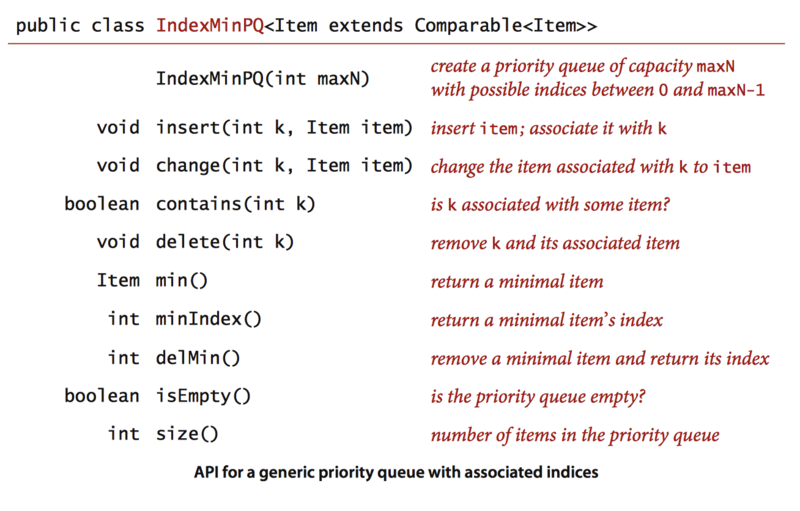 public class IndexMinPQ<Item extends Comparable<Item>>
IndexMinPQ(int maxN) create a priority queue of capacity maxN
with possible indices between 0 and maxN-1
void insert(int k, Item item) insert item; associate it with k
void change(int k, Item item) change the item associated with k to item
boolean contains(int k) is k associated with some item?
void delete(int k) remove k and its associated item
Item min() return a minimal item
int minIndex() return a minimal item's index
int delMin() remove a minimal item and return its index
boolean isEmpty() is the priority queue empty?
int size() number of items in the priority queue
API for a generic priority queue with associated indices